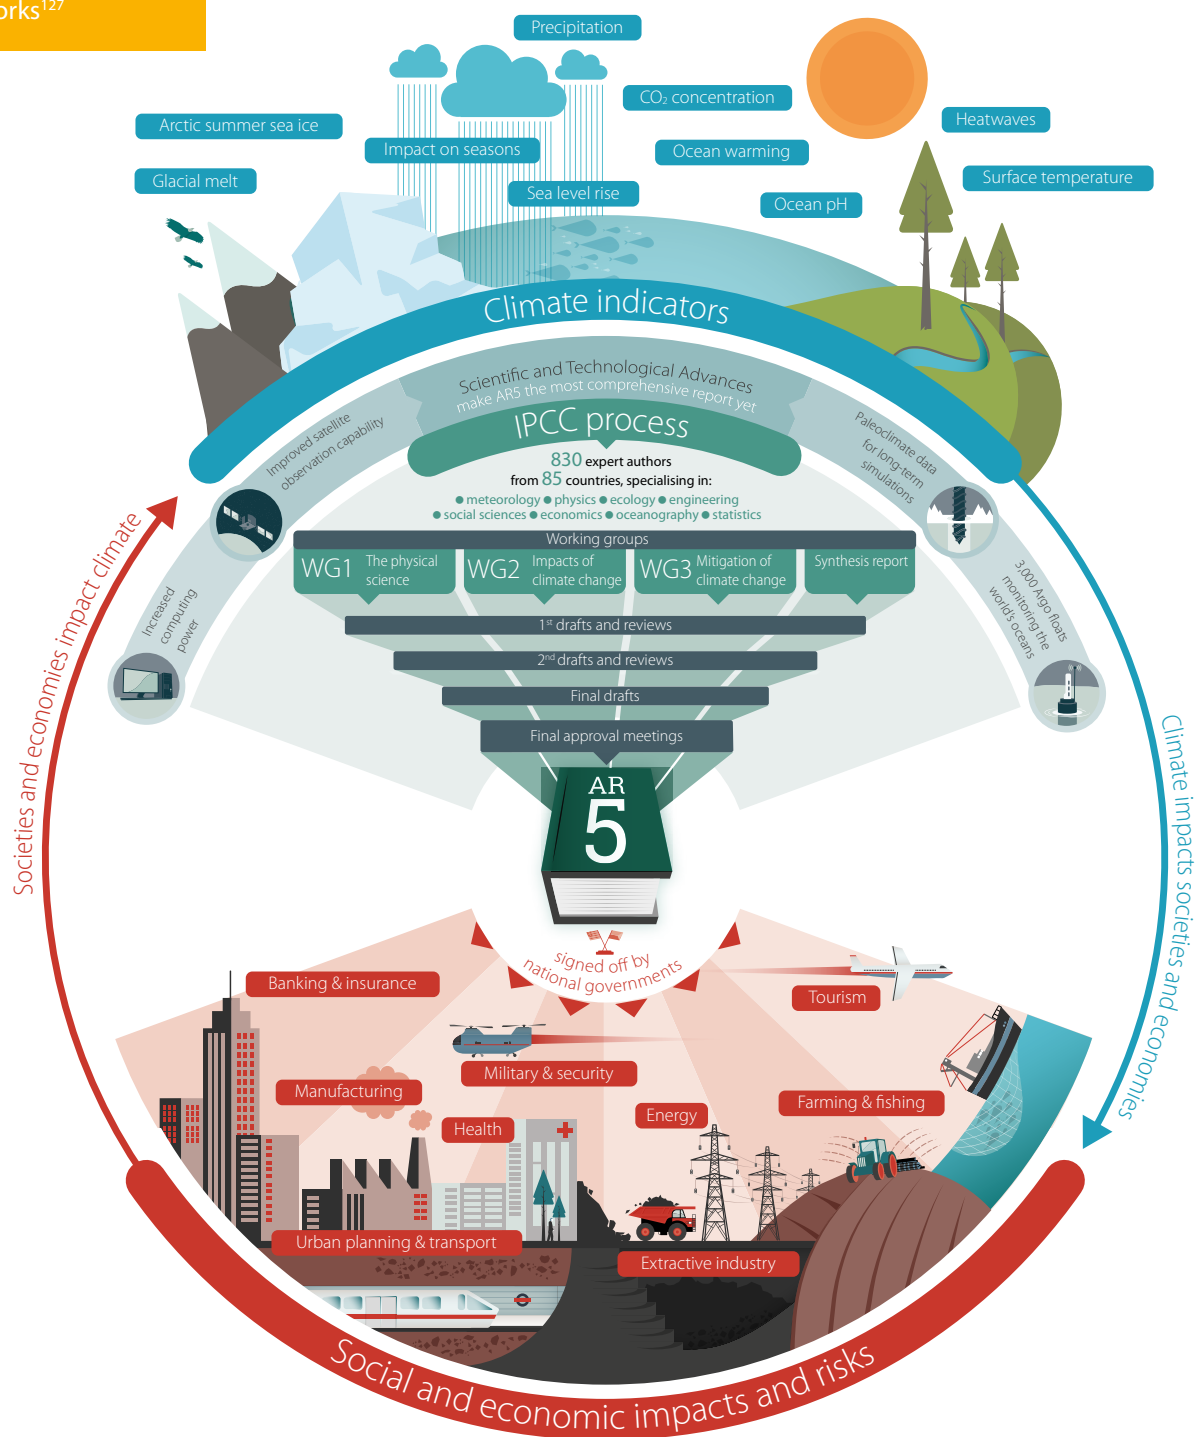 orks¹²⁷
Precipitation
CO₂ concentration
Arctic summer sea ice
Heatwaves
Impact on seasons
Ocean warming
Glacial melt
Surface temperature
Sea level rise
Ocean pH
Climate indicators
Scientific and Technological Advances
make AR5 the most comprehensive report yet
Improved satellite
observation capability
Increased
computing
power
Paleoclimate data
for long-term
simulations
3,000 Argo floats
monitoring the
world's oceans
IPCC process
830 expert authors
from 85 countries, specialising in:
● meteorology ● physics ● ecology ● engineering
● social sciences ● economics ● oceanography ● statistics
Working groups
WG1 The physical
science
WG2 Impacts of
climate change
WG3 Mitigation of
climate change
Synthesis report
1st drafts and reviews
2nd drafts and reviews
Final drafts
Final approval meetings
AR
5
signed off by
national governments
Societies and economies impact climate
Climate impacts societies and economies
Banking & insurance
Tourism
Military & security
Manufacturing
Energy
Farming & fishing
Health
Urban planning & transport
Extractive industry
Social and economic impacts and risks